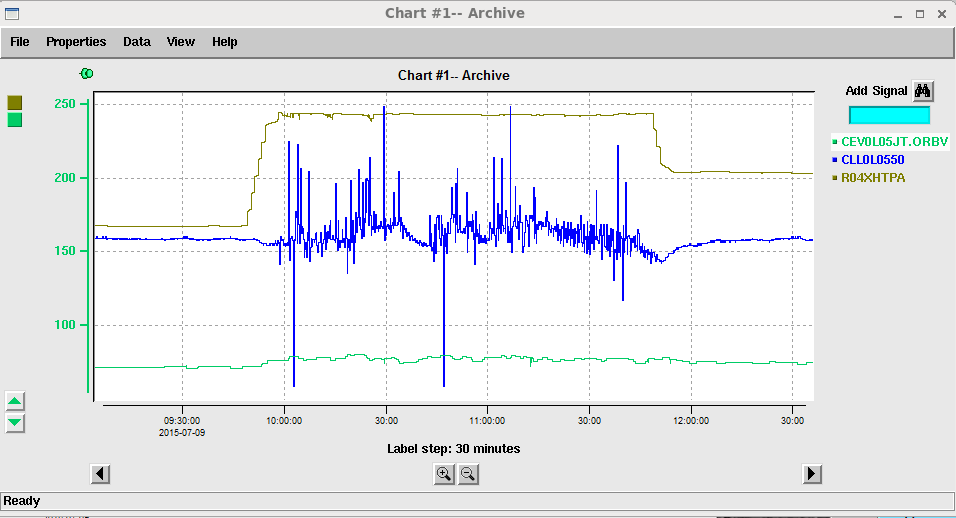 Chart #1-- Archive
File Properties Data View Help
Chart #1-- Archive
Add Signal
CEV0L05JT.ORBV
CLL0L0550
R04XHTPA
250
200
150
100
09:30:00 10:00:00 30:00 11:00:00 30:00 12:00:00 30:00
2015-07-09
Label step: 30 minutes
Ready